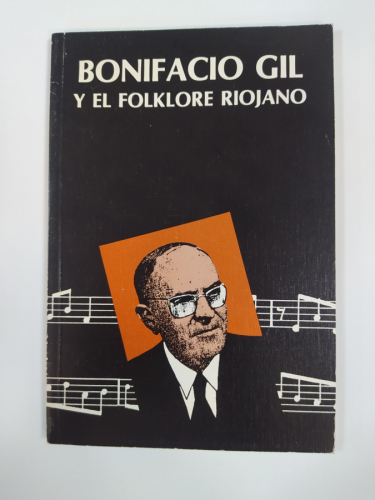 BONIFACIO GIL
Y EL FOLKLORE RIOJANO